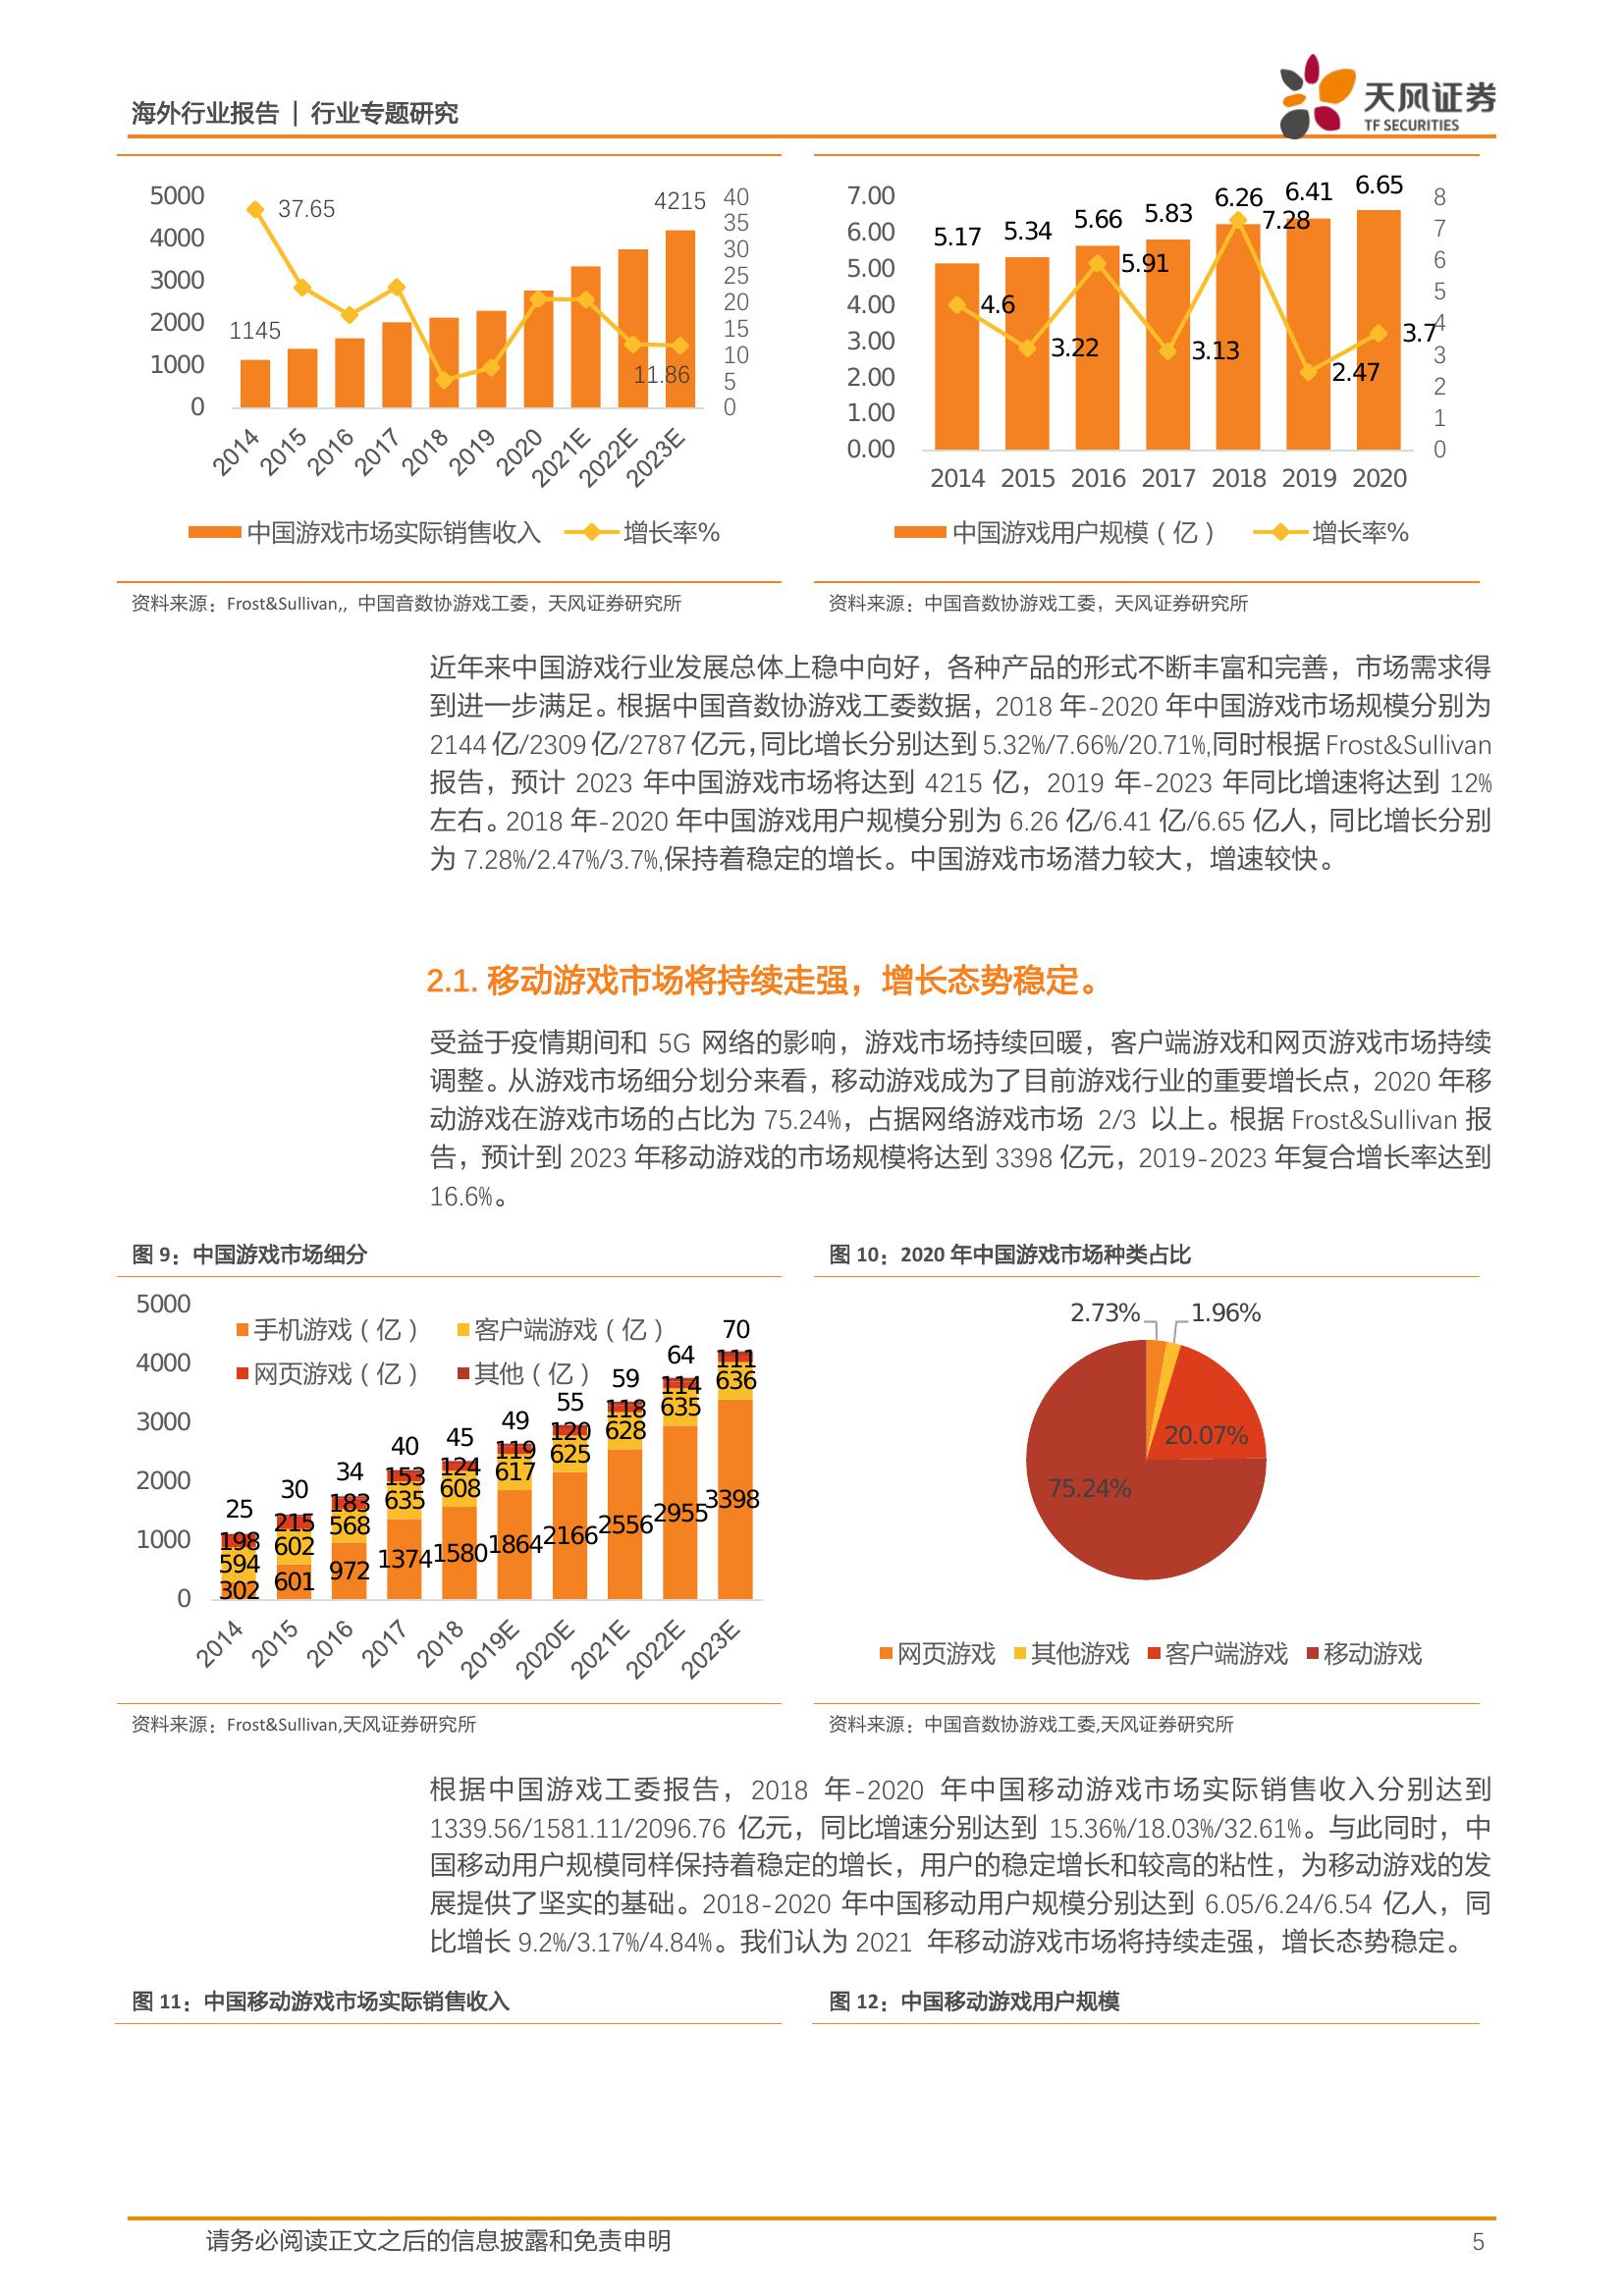 海外行业报告 | 行业专题研究
天风证券
TF SECURITIES
5000
4000
3000
2000
1000
0
37.65
1145
4215
11.86
40
35
30
25
20
15
10
5
0
2014 2015 2016 2017 2018 2019 2020 2021E 2022E 2023E
中国游戏市场实际销售收入 增长率%
7.00
6.00
5.00
4.00
3.00
2.00
1.00
0.00
5.17 5.34 5.66 5.83 6.26 6.41 6.65
4.6 3.22 5.91 3.13 7.28 2.47 3.7
8
7
6
5
4
3
2
1
0
2014 2015 2016 2017 2018 2019 2020
中国游戏用户规模（亿） 增长率%
资料来源：Frost&Sullivan,, 中国音数协游戏工委，天风证券研究所
资料来源：中国音数协游戏工委，天风证券研究所
近年来中国游戏行业发展总体上稳中向好，各种产品的形式不断丰富和完善，市场需求得
到进一步满足。根据中国音数协游戏工委数据，2018 年-2020 年中国游戏市场规模分别为
2144 亿/2309 亿/2787 亿元，同比增长分别达到 5.32%/7.66%/20.71%,同时根据 Frost&Sullivan
报告，预计 2023 年中国游戏市场将达到 4215 亿，2019 年-2023 年同比增速将达到 12%
左右。2018 年-2020 年中国游戏用户规模分别为 6.26 亿/6.41 亿/6.65 亿人，同比增长分别
为 7.28%/2.47%/3.7%,保持着稳定的增长。中国游戏市场潜力较大，增速较快。
2.1. 移动游戏市场将持续走强，增长态势稳定。
受益于疫情期间和 5G 网络的影响，游戏市场持续回暖，客户端游戏和网页游戏市场持续
调整。从游戏市场细分划分来看，移动游戏成为了目前游戏行业的重要增长点，2020 年移
动游戏在游戏市场的占比为 75.24%，占据网络游戏市场 2/3 以上。根据 Frost&Sullivan 报
告，预计到 2023 年移动游戏的市场规模将达到 3398 亿元，2019-2023 年复合增长率达到
16.6%。
图 9：中国游戏市场细分
图 10：2020 年中国游戏市场种类占比
5000
4000
3000
2000
1000
0
手机游戏（亿） 客户端游戏（亿）
网页游戏（亿） 其他（亿）
25 30 34 40 45 49 55 59 64 70
198 215 183 153 124 119 120 118 114 111
594 602 568 635 608 617 625 628 635 636
302 601 972 1374 1580 1864 2166 2556 2955 3398
2014 2015 2016 2017 2018 2019E 2020E 2021E 2022E 2023E
2.73% 1.96%
20.07%
75.24%
网页游戏 其他游戏 客户端游戏 移动游戏
资料来源：Frost&Sullivan,天风证券研究所
资料来源：中国音数协游戏工委,天风证券研究所
根据中国游戏工委报告，2018 年-2020 年中国移动游戏市场实际销售收入分别达到
1339.56/1581.11/2096.76 亿元，同比增速分别达到 15.36%/18.03%/32.61%。与此同时，中
国移动用户规模同样保持着稳定的增长，用户的稳定增长和较高的粘性，为移动游戏的发
展提供了坚实的基础。2018-2020 年中国移动用户规模分别达到 6.05/6.24/6.54 亿人，同
比增长 9.2%/3.17%/4.84%。我们认为 2021 年移动游戏市场将持续走强，增长态势稳定。
图 11：中国移动游戏市场实际销售收入
图 12：中国移动游戏用户规模
请务必阅读正文之后的信息披露和免责申明
5